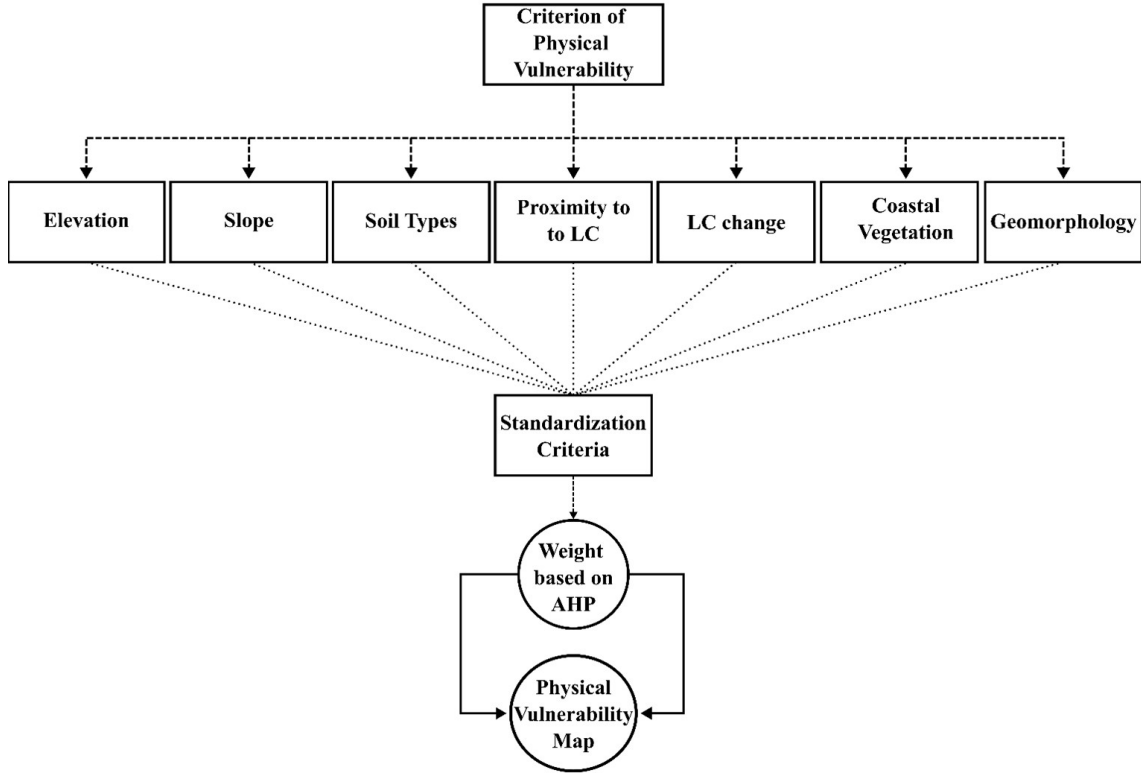 Criterion of
Physical
Vulnerability
Elevation
Slope
Soil Types
Proximity to
to LC
LC change
Coastal
Vegetation
Geomorphology
Standardization
Criteria
Weight
based on
AHP
Physical
Vulnerability
Map